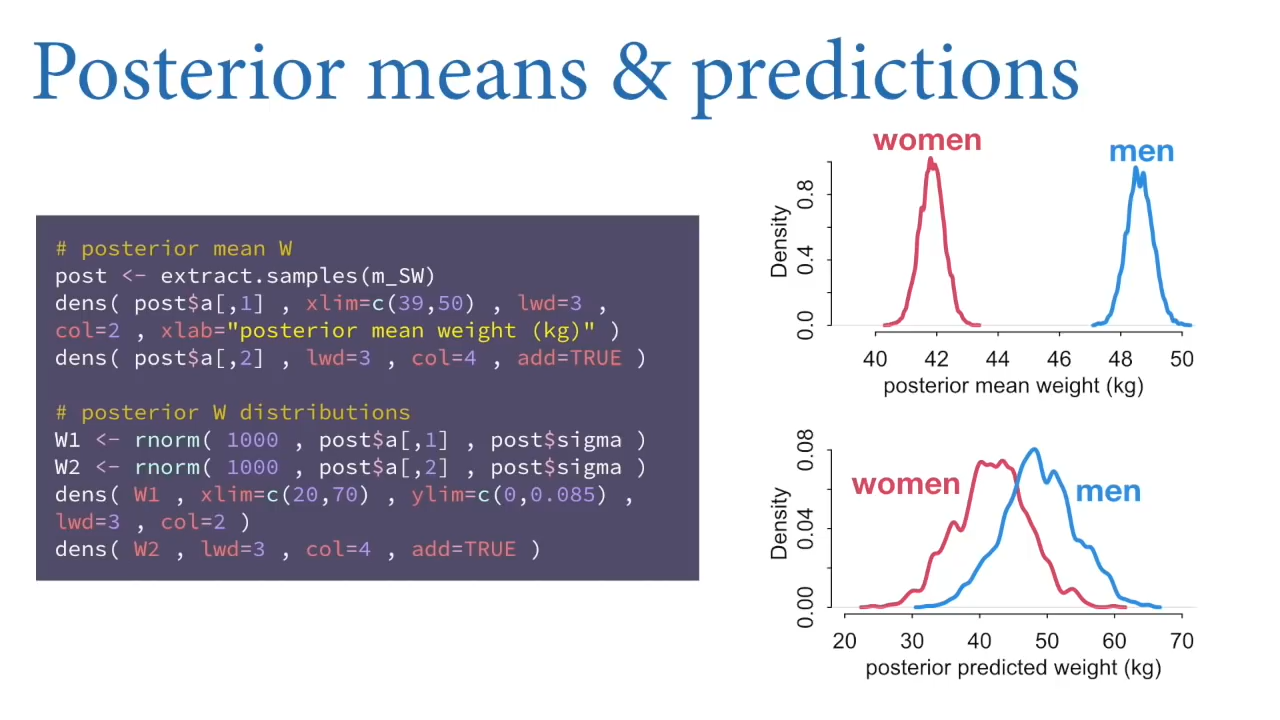 Posterior means & predictions
# posterior mean W
post <- extract.samples(m_SW)
dens( post$a[,1] , xlim=c(39,50) , lwd=3 ,
col=2 , xlab="posterior mean weight (kg)" )
dens( post$a[,2] , lwd=3 , col=4 , add=TRUE )
# posterior W distributions
W1 <- rnorm( 1000 , post$a[,1] , post$sigma )
W2 <- rnorm( 1000 , post$a[,2] , post$sigma )
dens( W1 , xlim=c(20,70) , ylim=c(0,0.085) ,
lwd=3 , col=2 )
dens( W2 , lwd=3 , col=4 , add=TRUE )
women
men
Density
0.0 0.4 0.8
40 42 44 46 48 50
posterior mean weight (kg)
women
men
Density
0.00 0.04 0.08
20 30 40 50 60 70
posterior predicted weight (kg)